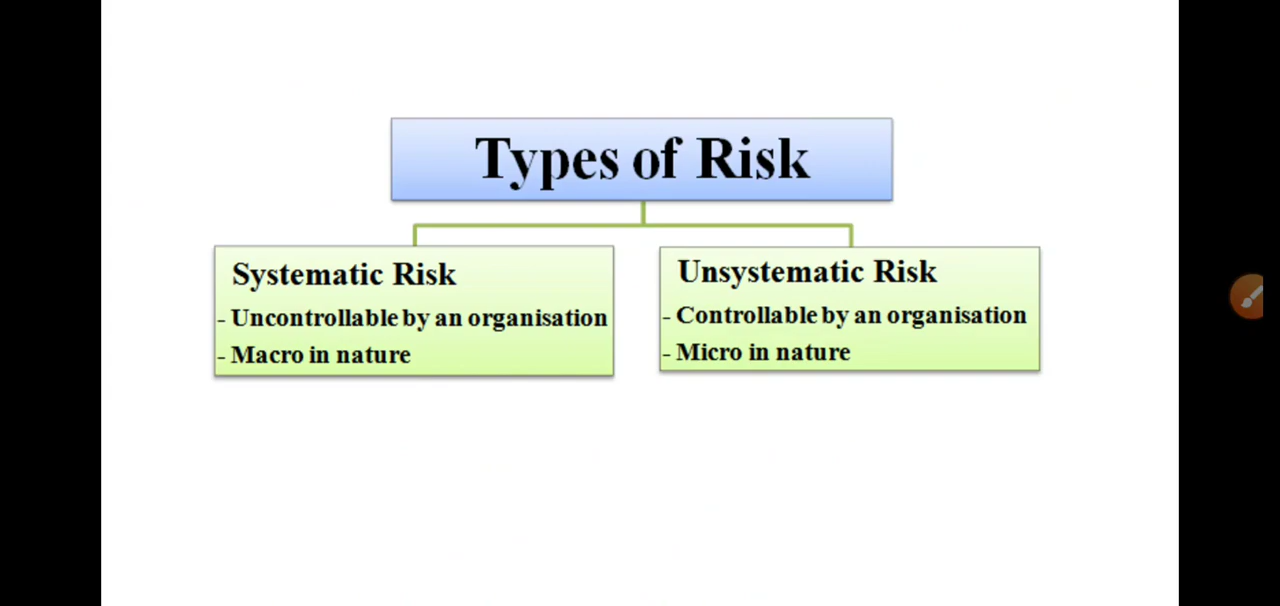 Types of Risk
Systematic Risk
- Uncontrollable by an organisation
- Macro in nature
Unsystematic Risk
- Controllable by an organisation
- Micro in nature